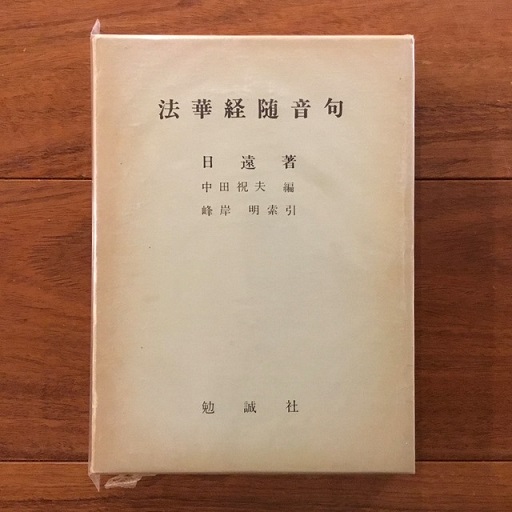 法華経随音句
日遠著
中田祝夫 編
峰岸 明索引
勉誠社